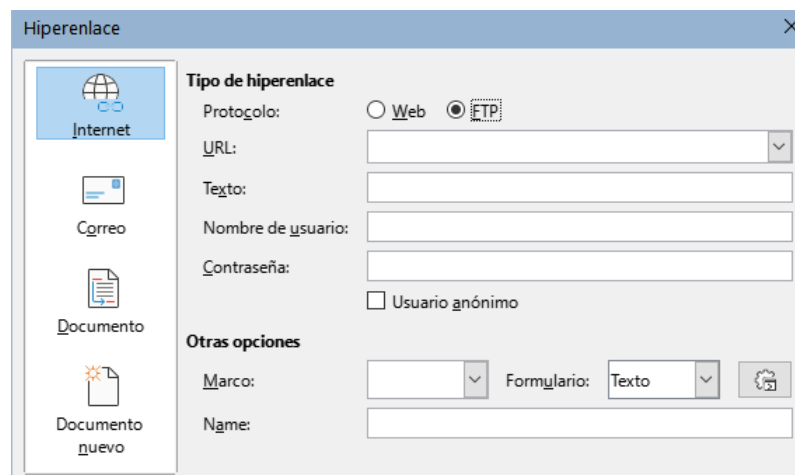 Hiperenlace
Internet
Correo
Documento
Documento
nuevo
Tipo de hiperenlace
Protocolo: Web FTP
URL:
Texto:
Nombre de usuario:
Contraseña:
Usuario anónimo
Otras opciones
Marco: Formulario: Texto
Name: